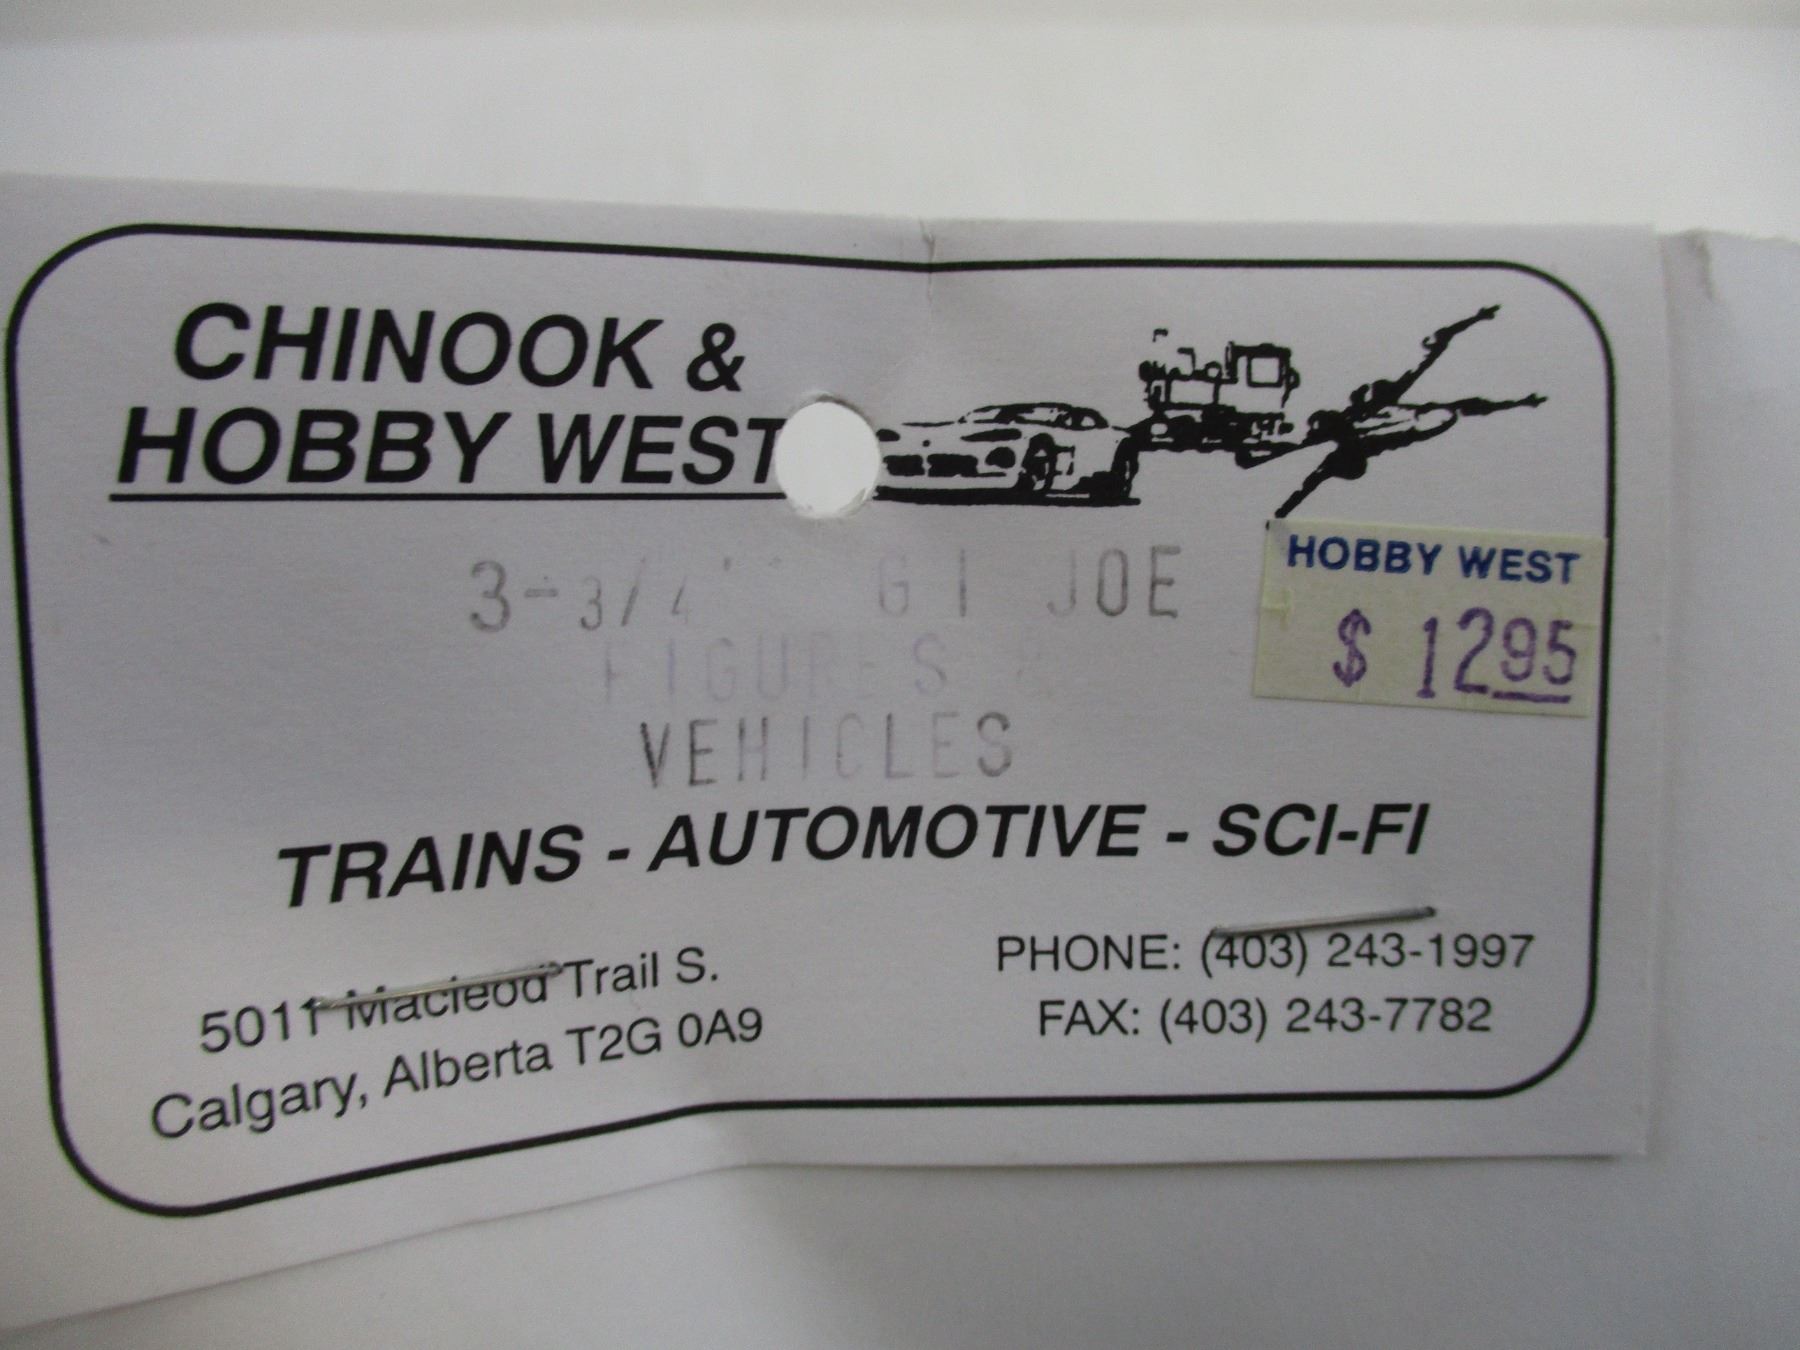 CHINOOK &
HOBBY WEST
3-3/4" GI JOE
FIGURES &
VEHICLES
HOBBY WEST
$ 12.95
TRAINS - AUTOMOTIVE - SCI-FI
5011 Macleod Trail S.
Calgary, Alberta T2G 0A9
PHONE: (403) 243-1997
FAX: (403) 243-7782